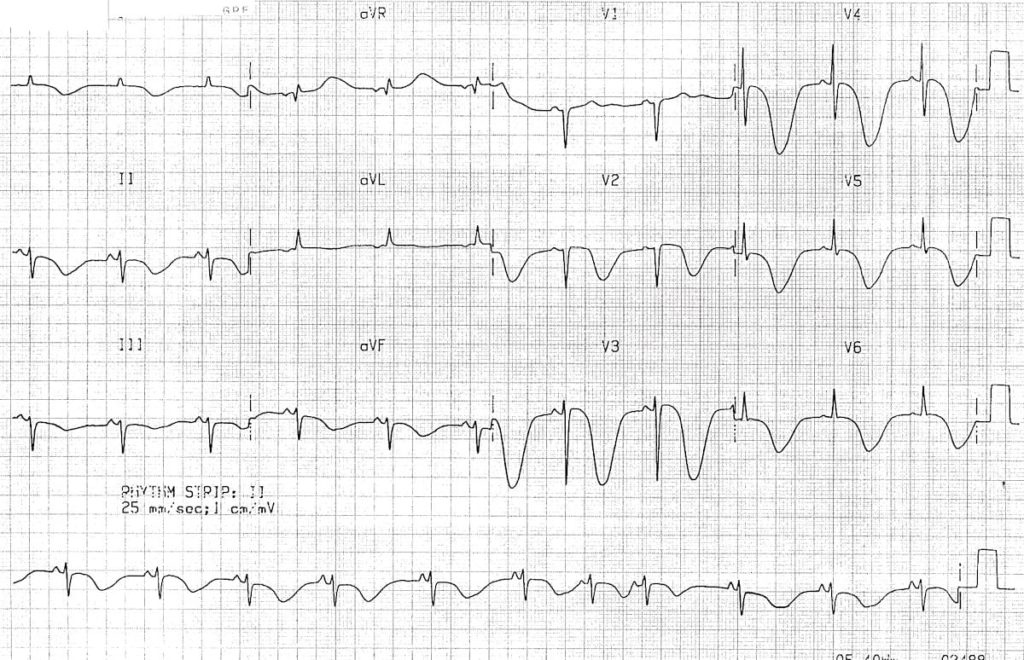 aVR V1 V4
II aVL V2 V5
III aVF V3 V6
RHYTHM STRIP: II
25 mm/sec;1 cm/mV